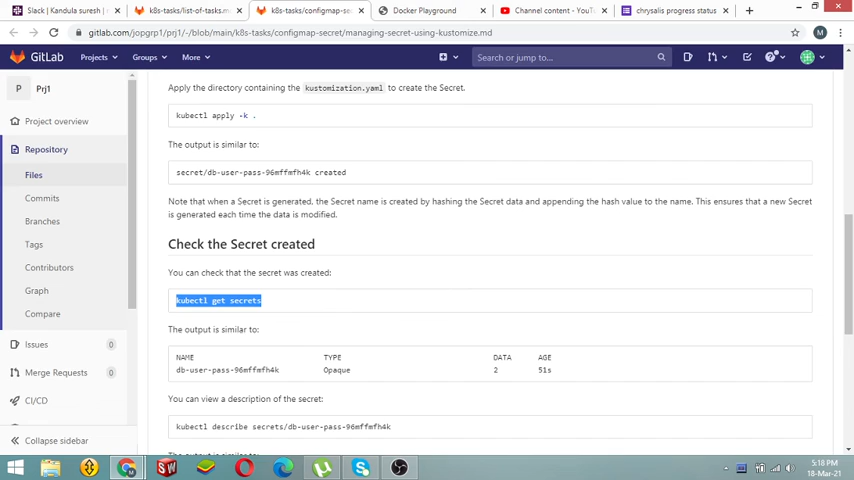 Slack | Kandula suresh | 
k8s-tasks/list-of-tasks.m
k8s-tasks/configmap-sec
Docker Playground
Channel content - YouT
chrysalis progress status
gitlab.com/jopgrp1/prj1/-/blob/main/k8s-tasks/configmap-secret/managing-secret-using-kustomize.md
M
GitLab
Projects
Groups
More
Search or jump to...
P
Prj1
Project overview
Repository
Files
Commits
Branches
Tags
Contributors
Graph
Compare
Issues
0
Merge Requests
0
CI/CD
Collapse sidebar
Apply the directory containing the kustomization.yaml to create the Secret.
kubectl apply -k .
The output is similar to:
secret/db-user-pass-96mffmfh4k created
Note that when a Secret is generated, the Secret name is created by hashing the Secret data and appending the hash value to the name. This ensures that a new Secret
is generated each time the data is modified.
Check the Secret created
You can check that the secret was created:
kubectl get secrets
The output is similar to:
NAME TYPE DATA AGE
db-user-pass-96mffmfh4k Opaque 2 51s
You can view a description of the secret:
kubectl describe secrets/db-user-pass-96mffmfh4k
The output is similar to:
SW
5:18 PM
18-Mar-21